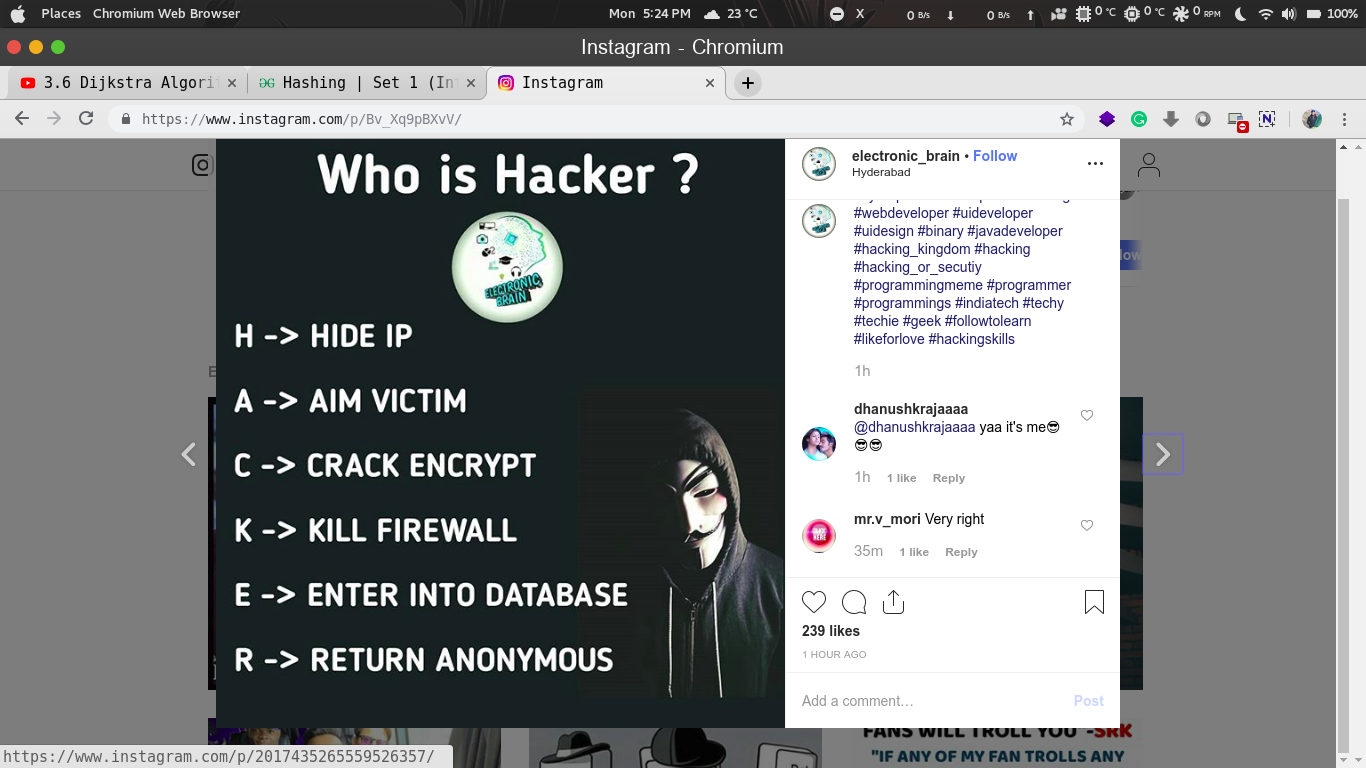 Places Chromium Web Browser Mon 5:24 PM 23 °C X 0 B/s 0 B/s 0 °C 0 °C 0 RPM 100%
Instagram - Chromium
3.6 Dijkstra Algori
Hashing | Set 1 (In
Instagram
https://www.instagram.com/p/Bv_Xq9pBXvV/
Who is Hacker ?
ELECTRONIC
BRAIN
H -> HIDE IP
A -> AIM VICTIM
C -> CRACK ENCRYPT
K -> KILL FIREWALL
E -> ENTER INTO DATABASE
R -> RETURN ANONYMOUS
electronic_brain • Follow
Hyderabad
#webdeveloper #uideveloper
#uidesign #binary #javadeveloper
#hacking_kingdom #hacking
#hacking_or_secutiy
#programmingmeme #programmer
#programmings #indiatech #techy
#techie #geek #followtolearn
#likeforlove #hackingskills
1h
dhanushkrajaaaa
@dhanushkrajaaaa yaa it's me😎
😎😎
1h 1 like Reply
mr.v_mori Very right
35m 1 like Reply
239 likes
1 HOUR AGO
Add a comment… Post
FANS WILL TROLL YOU -SRK
"IF ANY OF MY FAN TROLLS ANY
https://www.instagram.com/p/2017435265559526357/